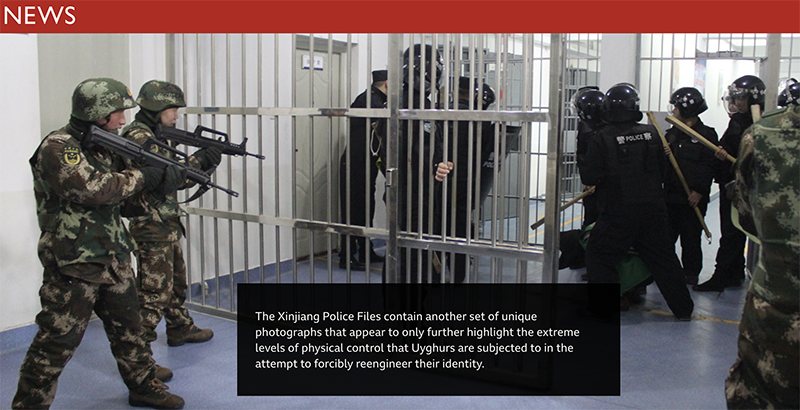 NEWS
POLICE
The Xinjiang Police Files contain another set of unique
photographs that appear to only further highlight the extreme
levels of physical control that Uyghurs are subjected to in the
attempt to forcibly reengineer their identity.